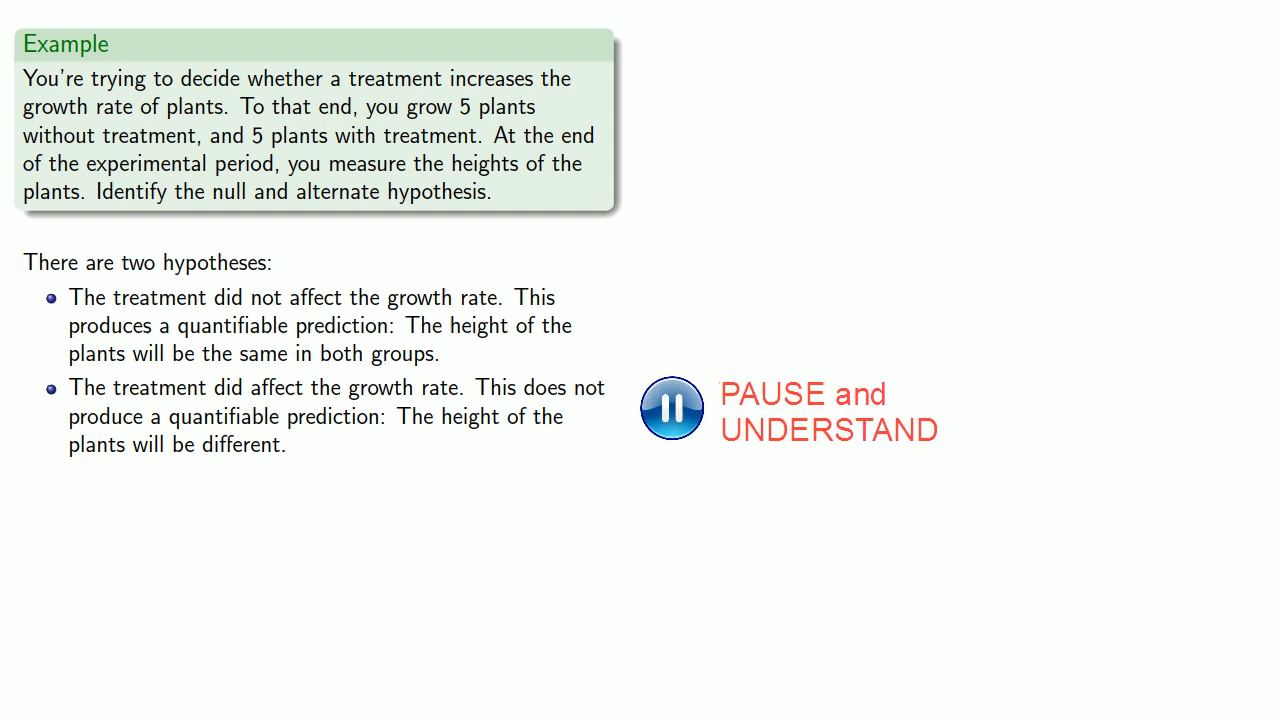 Example
You're trying to decide whether a treatment increases the
growth rate of plants. To that end, you grow 5 plants
without treatment, and 5 plants with treatment. At the end
of the experimental period, you measure the heights of the
plants. Identify the null and alternate hypothesis.
There are two hypotheses:
The treatment did not affect the growth rate. This
produces a quantifiable prediction: The height of the
plants will be the same in both groups.
The treatment did affect the growth rate. This does not
produce a quantifiable prediction: The height of the
plants will be different.
PAUSE and
UNDERSTAND